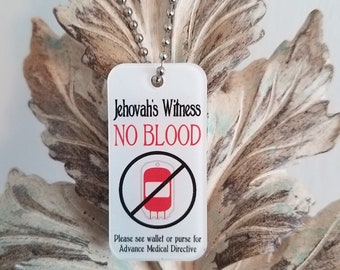 Jehovah's Witness
NO BLOOD
Please see wallet or purse for
Advance Medical Directive